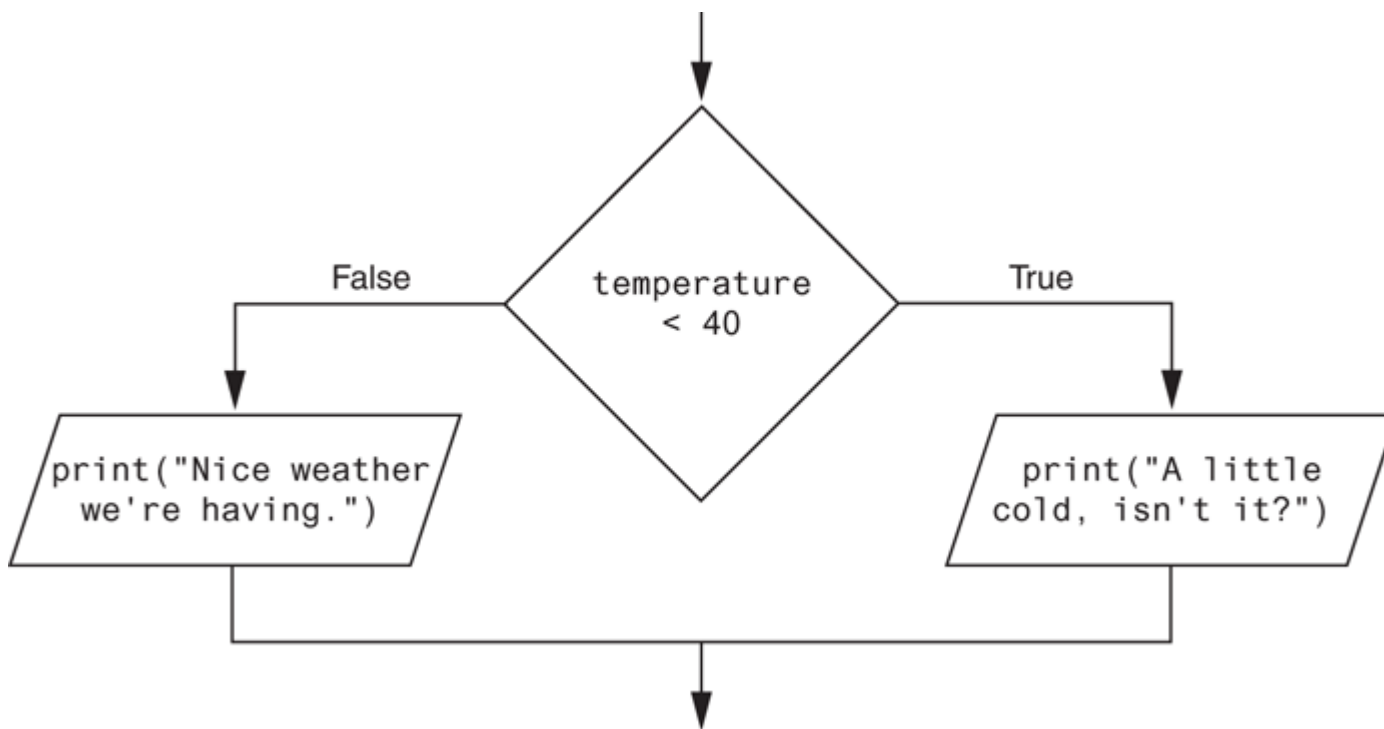 False
temperature
< 40
True
print("Nice weather
we're having.")
print("A little
cold, isn't it?")